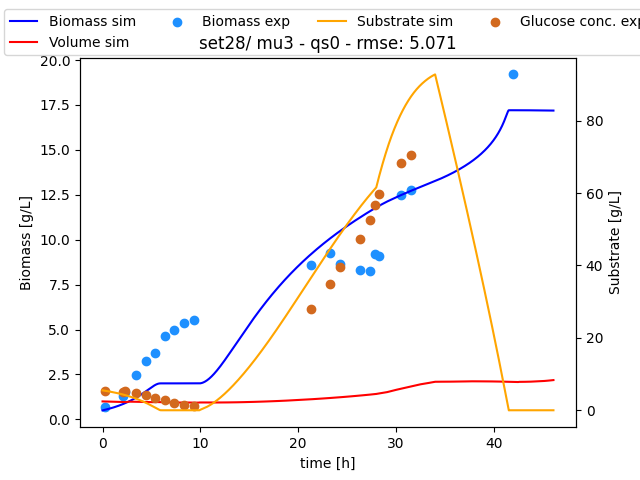 Biomass sim Biomass exp Substrate sim Glucose conc. exp
Volume sim
set28/ mu3 - qs0 - rmse: 5.071
20.0
17.5
15.0
12.5
10.0
7.5
5.0
2.5
0.0
Biomass [g/L]
80
60
40
20
0
Substrate [g/L]
0 10 20 30 40
time [h]